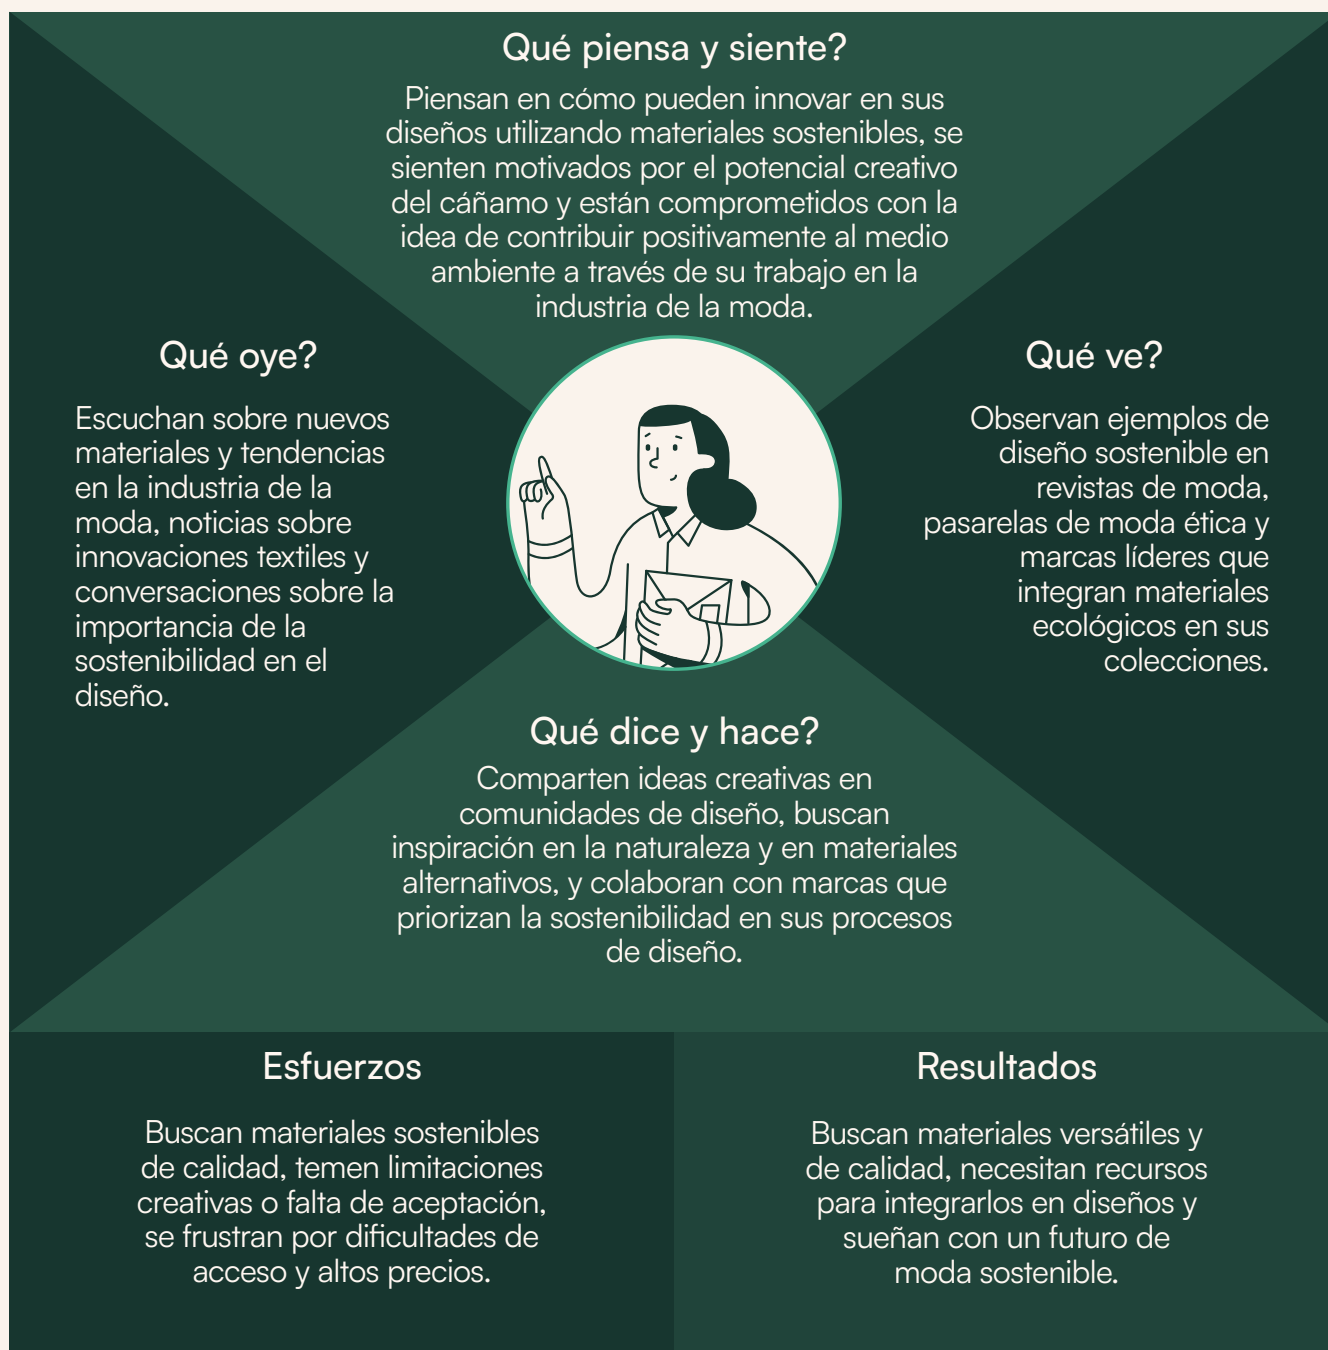 Qué piensa y siente?
Piensan en cómo pueden innovar en sus
diseños utilizando materiales sostenibles, se
sienten motivados por el potencial creativo
del cáñamo y están comprometidos con la
idea de contribuir positivamente al medio
ambiente a través de su trabajo en la
industria de la moda.
Qué oye?
Escuchan sobre nuevos
materiales y tendencias
en la industria de la
moda, noticias sobre
innovaciones textiles y
conversaciones sobre la
importancia de la
sostenibilidad en el
diseño.
Qué ve?
Observan ejemplos de
diseño sostenible en
revistas de moda,
pasarelas de moda ética y
marcas líderes que
integran materiales
ecológicos en sus
colecciones.
Qué dice y hace?
Comparten ideas creativas en
comunidades de diseño, buscan
inspiración en la naturaleza y en materiales
alternativos, y colaboran con marcas que
priorizan la sostenibilidad en sus procesos
de diseño.
Esfuerzos
Buscan materiales sostenibles
de calidad, temen limitaciones
creativas o falta de aceptación,
se frustran por dificultades de
acceso y altos precios.
Resultados
Buscan materiales versátiles y
de calidad, necesitan recursos
para integrarlos en diseños y
sueñan con un futuro de
moda sostenible.